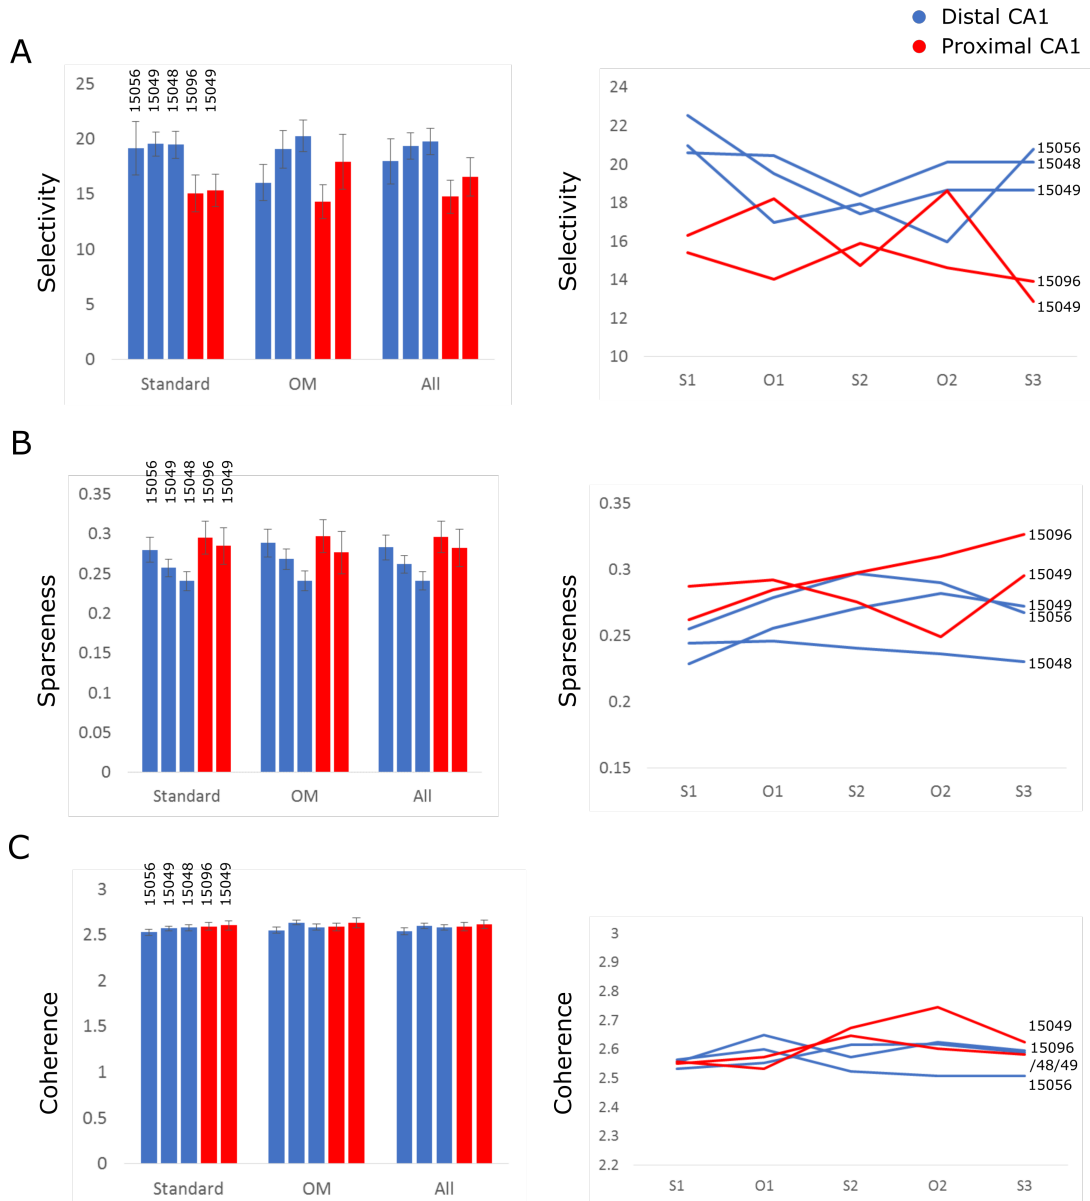 Distal CA1
Proximal CA1
A
Selectivity
25
20
15
10
5
0
15056
15049
15048
15096
15049
Standard
OM
All
Selectivity
24
22
20
18
16
14
12
10
S1
O1
S2
O2
S3
15056
15048
15049
15096
15049
B
Sparseness
0.35
0.3
0.25
0.2
0.15
0.1
0.05
0
15056
15049
15048
15096
15049
Standard
OM
All
Sparseness
0.35
0.3
0.25
0.2
0.15
S1
O1
S2
O2
S3
15096
15049
15049
15056
15048
C
Coherence
3
2.5
2
1.5
1
0.5
0
15056
15049
15048
15096
15049
Standard
OM
All
Coherence
3
2.9
2.8
2.7
2.6
2.5
2.4
2.3
2.2
S1
O1
S2
O2
S3
15049
15096
/48/49
15056